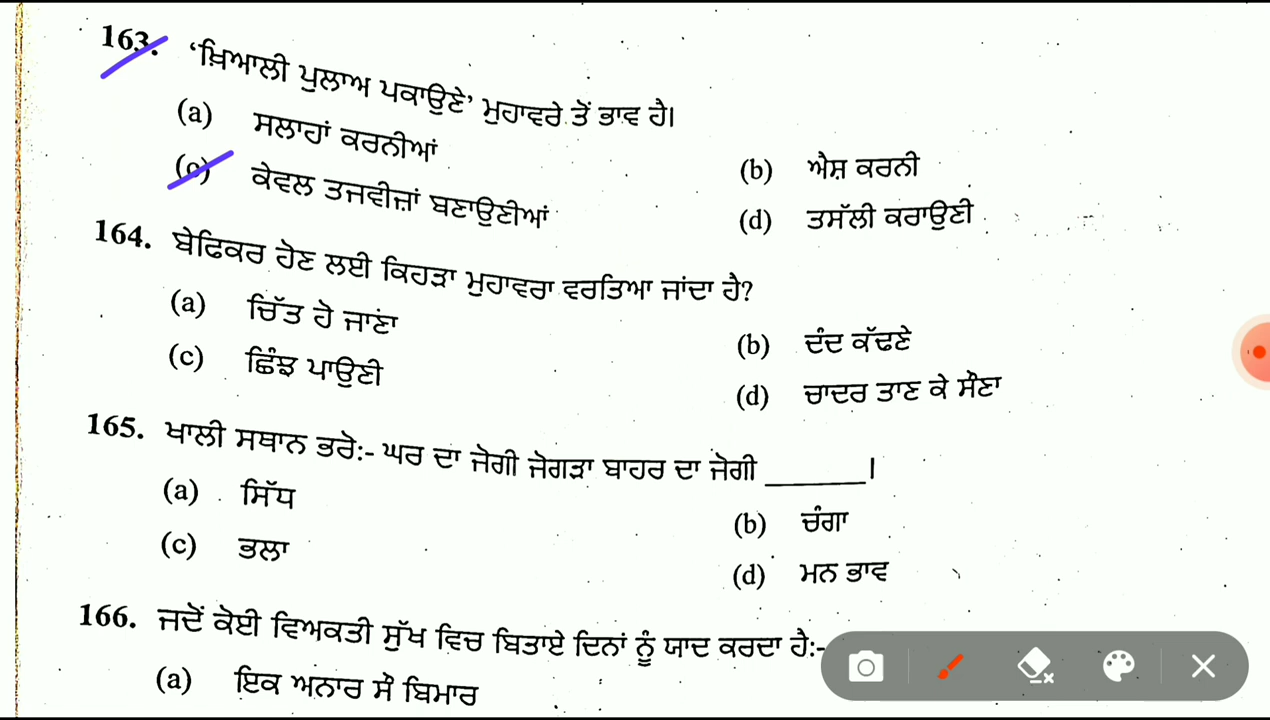 163. ‘ਖ਼ਿਆਲੀ ਪੁਲਾਅ ਪਕਾਉਣੇ’ ਮੁਹਾਵਰੇ ਤੋਂ ਭਾਵ ਹੈ।
(a) ਸਲਾਹਾਂ ਕਰਨੀਆਂ
(b) ਐਸ਼ ਕਰਨੀ
(c) ਕੇਵਲ ਤਜਵੀਜ਼ਾਂ ਬਣਾਉਣੀਆਂ
(d) ਤਸੱਲੀ ਕਰਾਉਣੀ
164. ਬੇਫਿਕਰ ਹੋਣ ਲਈ ਕਿਹੜਾ ਮੁਹਾਵਰਾ ਵਰਤਿਆ ਜਾਂਦਾ ਹੈ?
(a) ਚਿੱਤ ਹੋ ਜਾਣਾ
(b) ਦੰਦ ਕੱਢਣੇ
(c) ਛਿੰਝ ਪਾਉਣੀ
(d) ਚਾਦਰ ਤਾਣ ਕੇ ਸੌਣਾ
165. ਖਾਲੀ ਸਥਾਨ ਭਰੋ:- ਘਰ ਦਾ ਜੋਗੀ ਜੋਗੜਾ ਬਾਹਰ ਦਾ ਜੋਗੀ ______।
(a) ਸਿੱਧ
(b) ਚੰਗਾ
(c) ਭਲਾ
(d) ਮਨ ਭਾਵ
166. ਜਦੋਂ ਕੋਈ ਵਿਅਕਤੀ ਸੁੱਖ ਵਿਚ ਬਿਤਾਏ ਦਿਨਾਂ ਨੂੰ ਯਾਦ ਕਰਦਾ ਹੈ:-
(a) ਇਕ ਅਨਾਰ ਸੌ ਬਿਮਾਰ